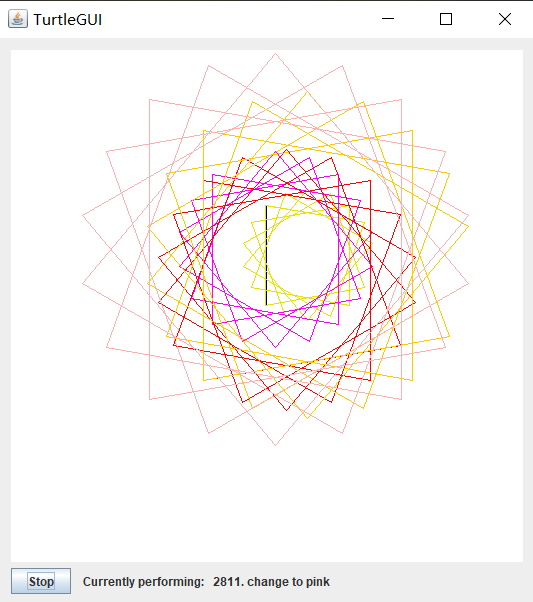 TurtleGUI
Stop
Currently performing: 2811. change to pink